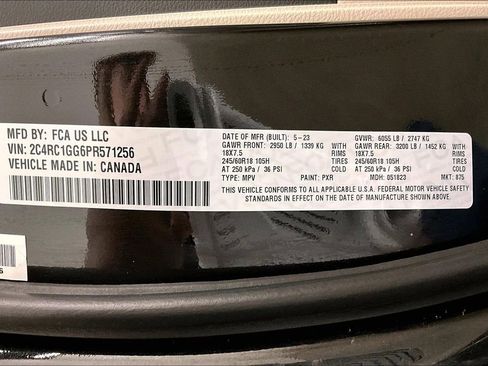 MFD BY: FCA US LLC
VIN: 2C4RC1GG6PR571256
VEHICLE MADE IN: CANADA
DATE OF MFR (BUILT): 5-23 GVWR: 6055 LB / 2747 KG
GAWR FRONT: 2950 LB / 1339 KG WITH GAWR REAR: 3200 LB / 1452 KG WITH
18X7.5 RIMS 18X7.5 RIMS
245/60R18 105H TIRES 245/60R18 105H TIRES
AT 250 kPa / 36 PSI AT 250 kPa / 36 PSI
TYPE: MPV PAINT: PXR MDH: 051823 MKT: 875
THIS VEHICLE CONFORMS TO ALL APPLICABLE U.S.A. FEDERAL MOTOR VEHICLE SAFETY
STANDARDS IN EFFECT ON THE DATE OF MANUFACTURE SHOWN ABOVE.